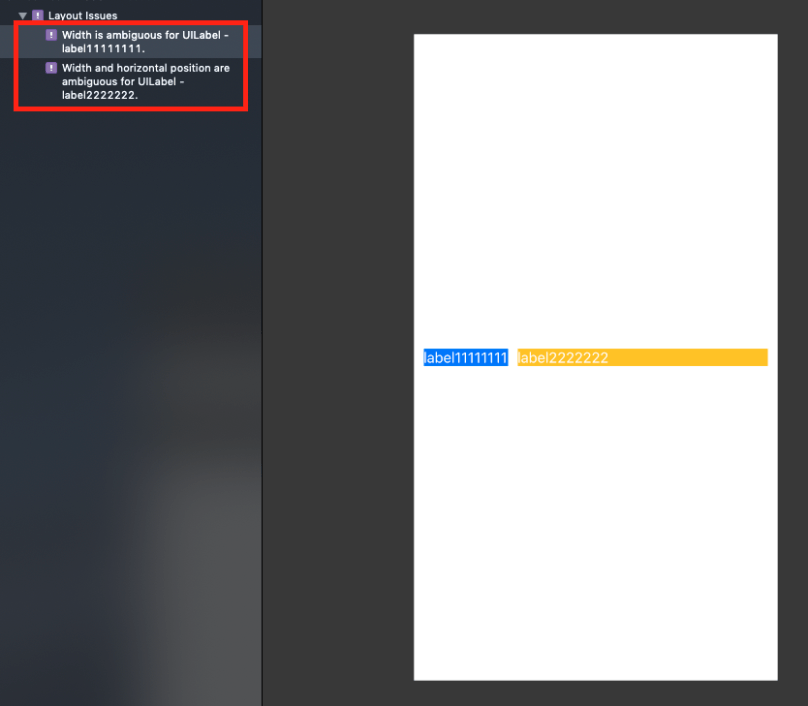 Layout Issues
Width is ambiguous for UILabel -
label11111111.
Width and horizontal position are
ambiguous for UILabel -
label2222222.
label11111111 label2222222